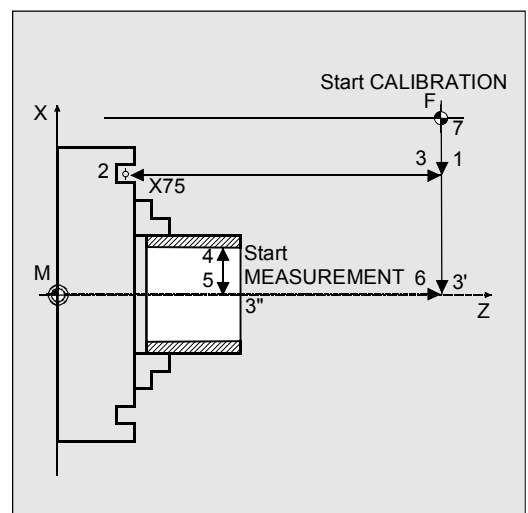 Start CALIBRATION
F
X
7
2
3
1
X75
4
Start
5
MEASUREMENT
M
6
3'
3"
Z